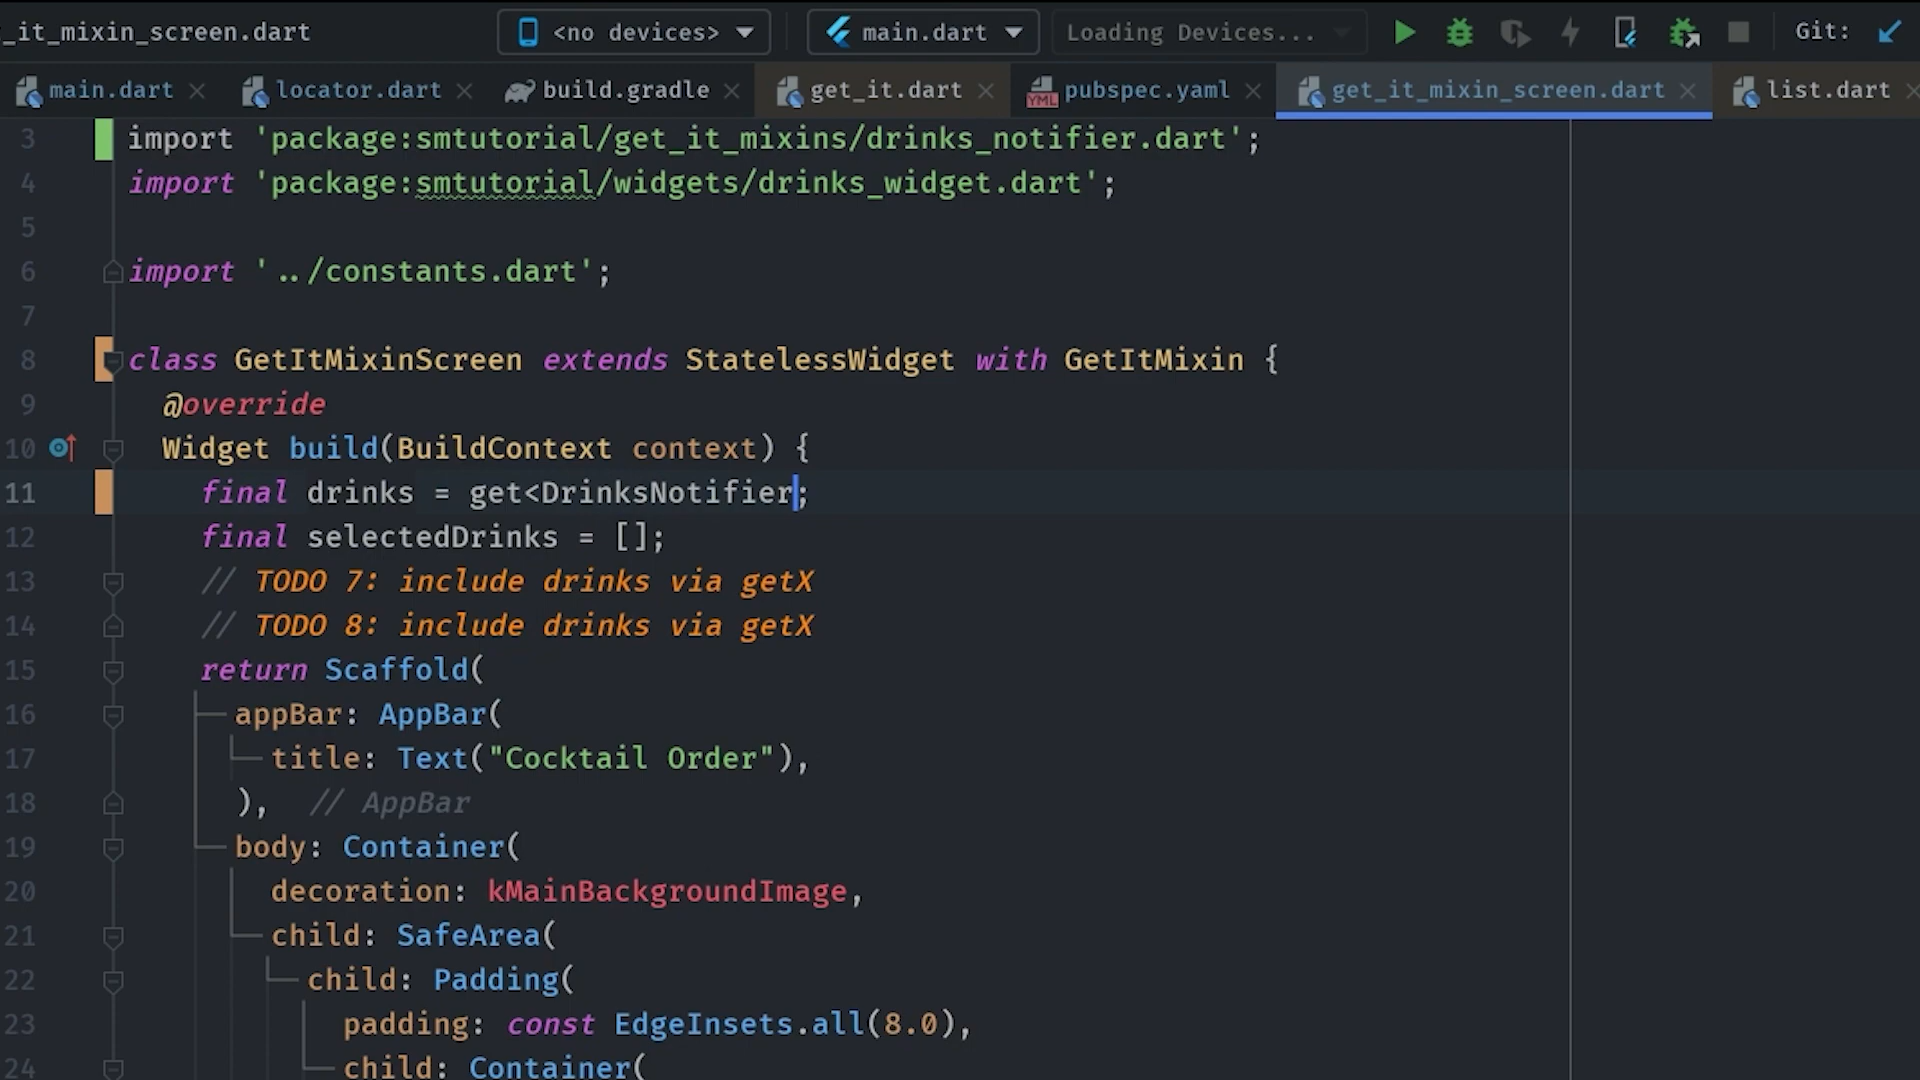 _it_mixin_screen.dart <no devices> main.dart Loading Devices... Git:
main.dart locator.dart build.gradle get_it.dart YML pubspec.yaml get_it_mixin_screen.dart list.dart
3 import 'package:smtutorial/get_it_mixins/drinks_notifier.dart';
4 import 'package:smtutorial/widgets/drinks_widget.dart';
5
6 import '../constants.dart';
7
8 class GetItMixinScreen extends StatelessWidget with GetItMixin {
9 @override
10 Widget build(BuildContext context) {
11 final drinks = get<DrinksNotifier;
12 final selectedDrinks = [];
13 // TODO 7: include drinks via getX
14 // TODO 8: include drinks via getX
15 return Scaffold(
16 appBar: AppBar(
17 title: Text("Cocktail Order"),
18 ), // AppBar
19 body: Container(
20 decoration: kMainBackgroundImage,
21 child: SafeArea(
22 child: Padding(
23 padding: const EdgeInsets.all(8.0),
24 child: Container(